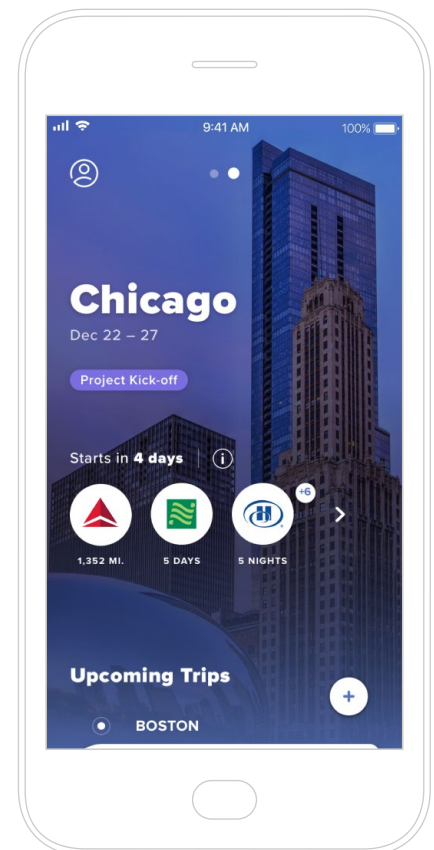 9:41 AM
100%
Chicago
Dec 22 – 27
Project Kick-off
Starts in 4 days
i
+6
H
1,352 MI.
5 DAYS
5 NIGHTS
Upcoming Trips
+
BOSTON